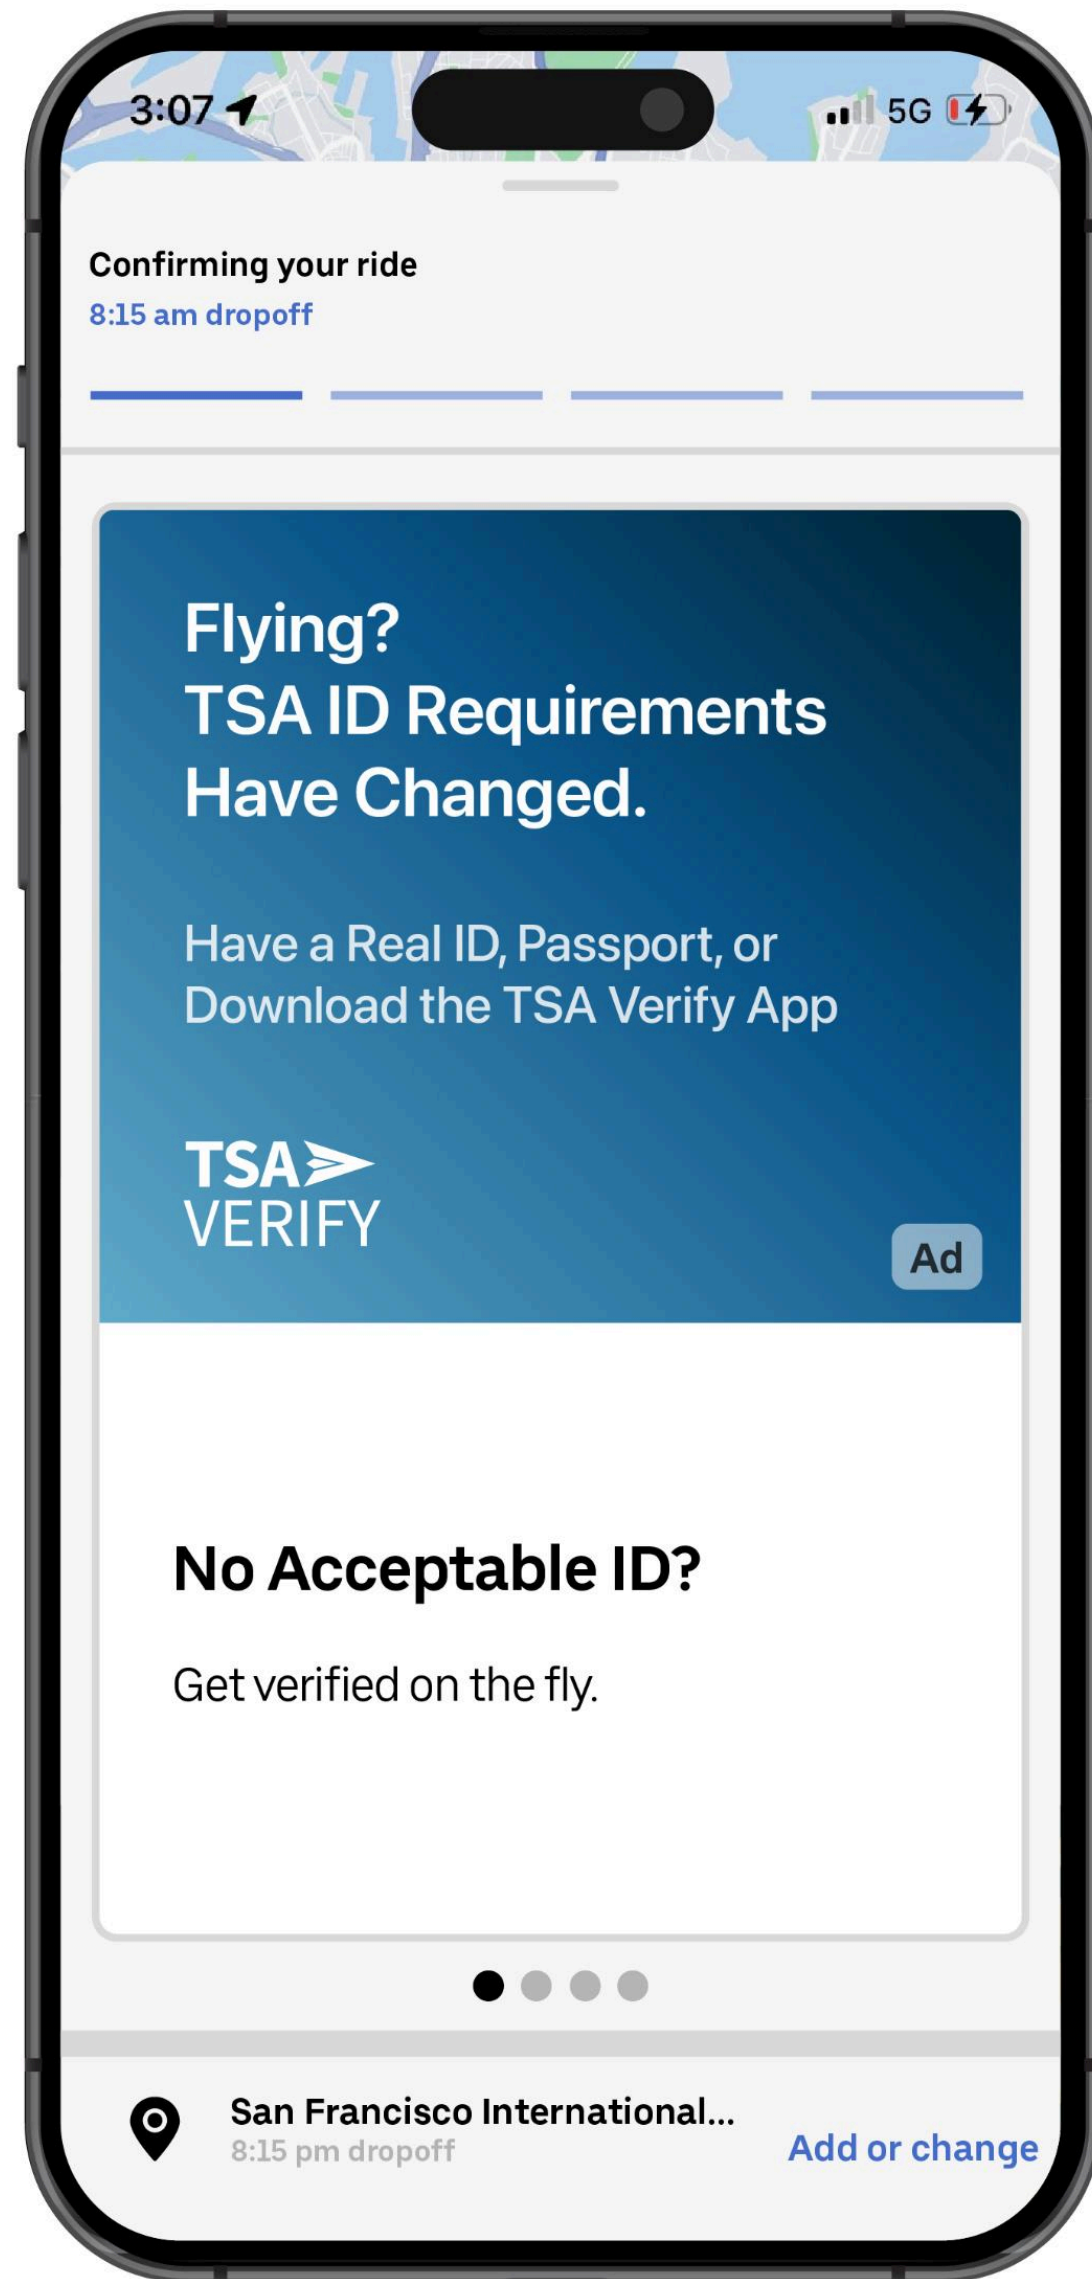 3:07
5G
Confirming your ride
8:15 am dropoff
Flying?
TSA ID Requirements
Have Changed.
Have a Real ID, Passport, or
Download the TSA Verify App
TSA
VERIFY
Ad
No Acceptable ID?
Get verified on the fly.
San Francisco International...
8:15 pm dropoff
Add or change